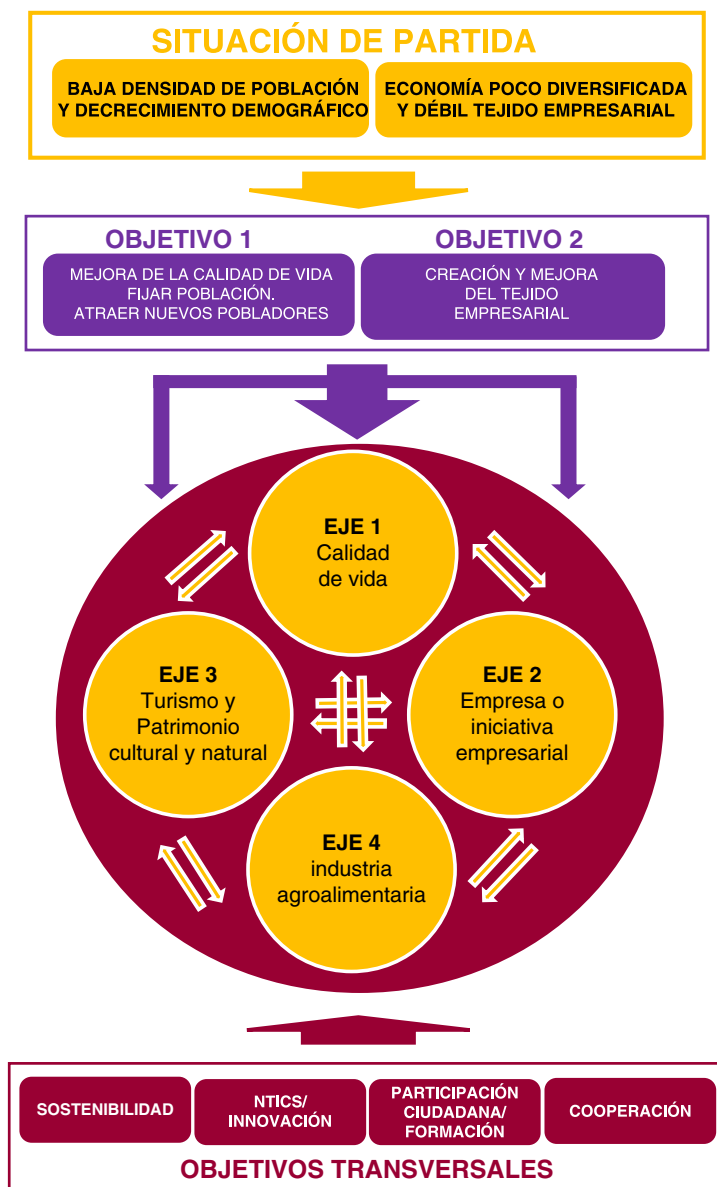 SITUACIÓN DE PARTIDA
BAJA DENSIDAD DE POBLACIÓN
Y DECRECIMIENTO DEMOGRÁFICO
ECONOMÍA POCO DIVERSIFICADA
Y DÉBIL TEJIDO EMPRESARIAL
OBJETIVO 1
MEJORA DE LA CALIDAD DE VIDA
FIJAR POBLACIÓN.
ATRAER NUEVOS POBLADORES
OBJETIVO 2
CREACIÓN Y MEJORA
DEL TEJIDO
EMPRESARIAL
EJE 1
Calidad
de vida
EJE 3
Turismo y
Patrimonio
cultural y natural
EJE 2
Empresa o
iniciativa
empresarial
EJE 4
industria
agroalimentaria
SOSTENIBILIDAD
NTICS/
INNOVACIÓN
PARTICIPACIÓN
CIUDADANA/
FORMACIÓN
COOPERACIÓN
OBJETIVOS TRANSVERSALES